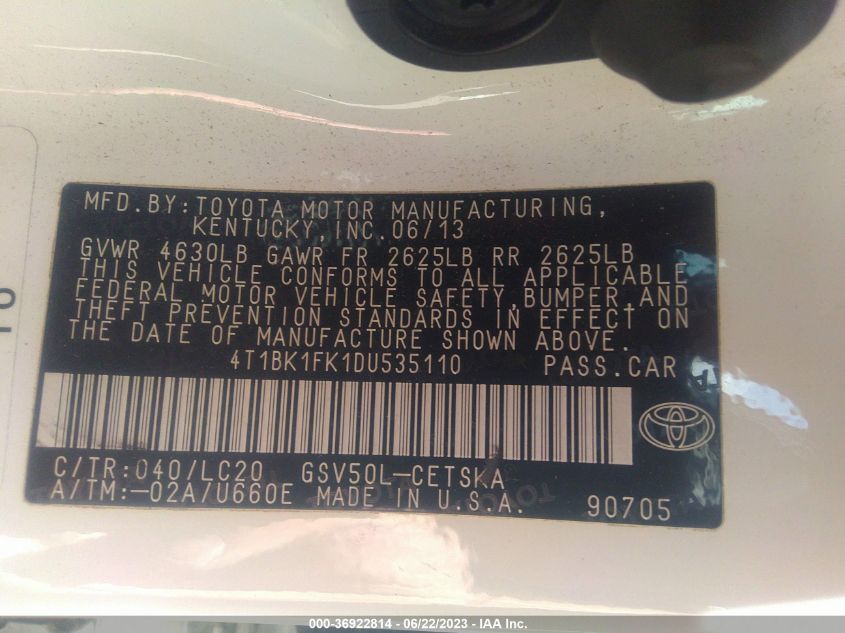 MFD.BY:TOYOTA MOTOR MANUFACTURING,
KENTUCKY,INC.06/13
GVWR 4630LB GAWR FR 2625LB RR 2625LB
THIS VEHICLE CONFORMS TO ALL APPLICABLE
FEDERAL MOTOR VEHICLE SAFETY,BUMPER,AND
THEFT PREVENTION STANDARDS IN EFFECT ON
THE DATE OF MANUFACTURE SHOWN ABOVE.
4T1BK1FK1DU535110 PASS.CAR
C/TR:040/LC20 GSV50L-CETSKA
A/TM:-02A/U660E MADE IN U.S.A. 90705
000-36922814 - 06/22/2023 - IAA Inc.